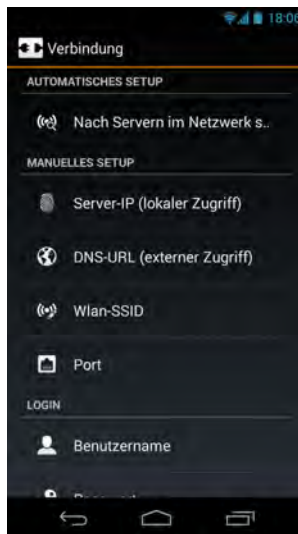 18:06
Verbindung
AUTOMATISCHES SETUP
Nach Servern im Netzwerk s..
MANUELLES SETUP
Server-IP (lokaler Zugriff)
DNS-URL (externer Zugriff)
Wlan-SSID
Port
LOGIN
Benutzername